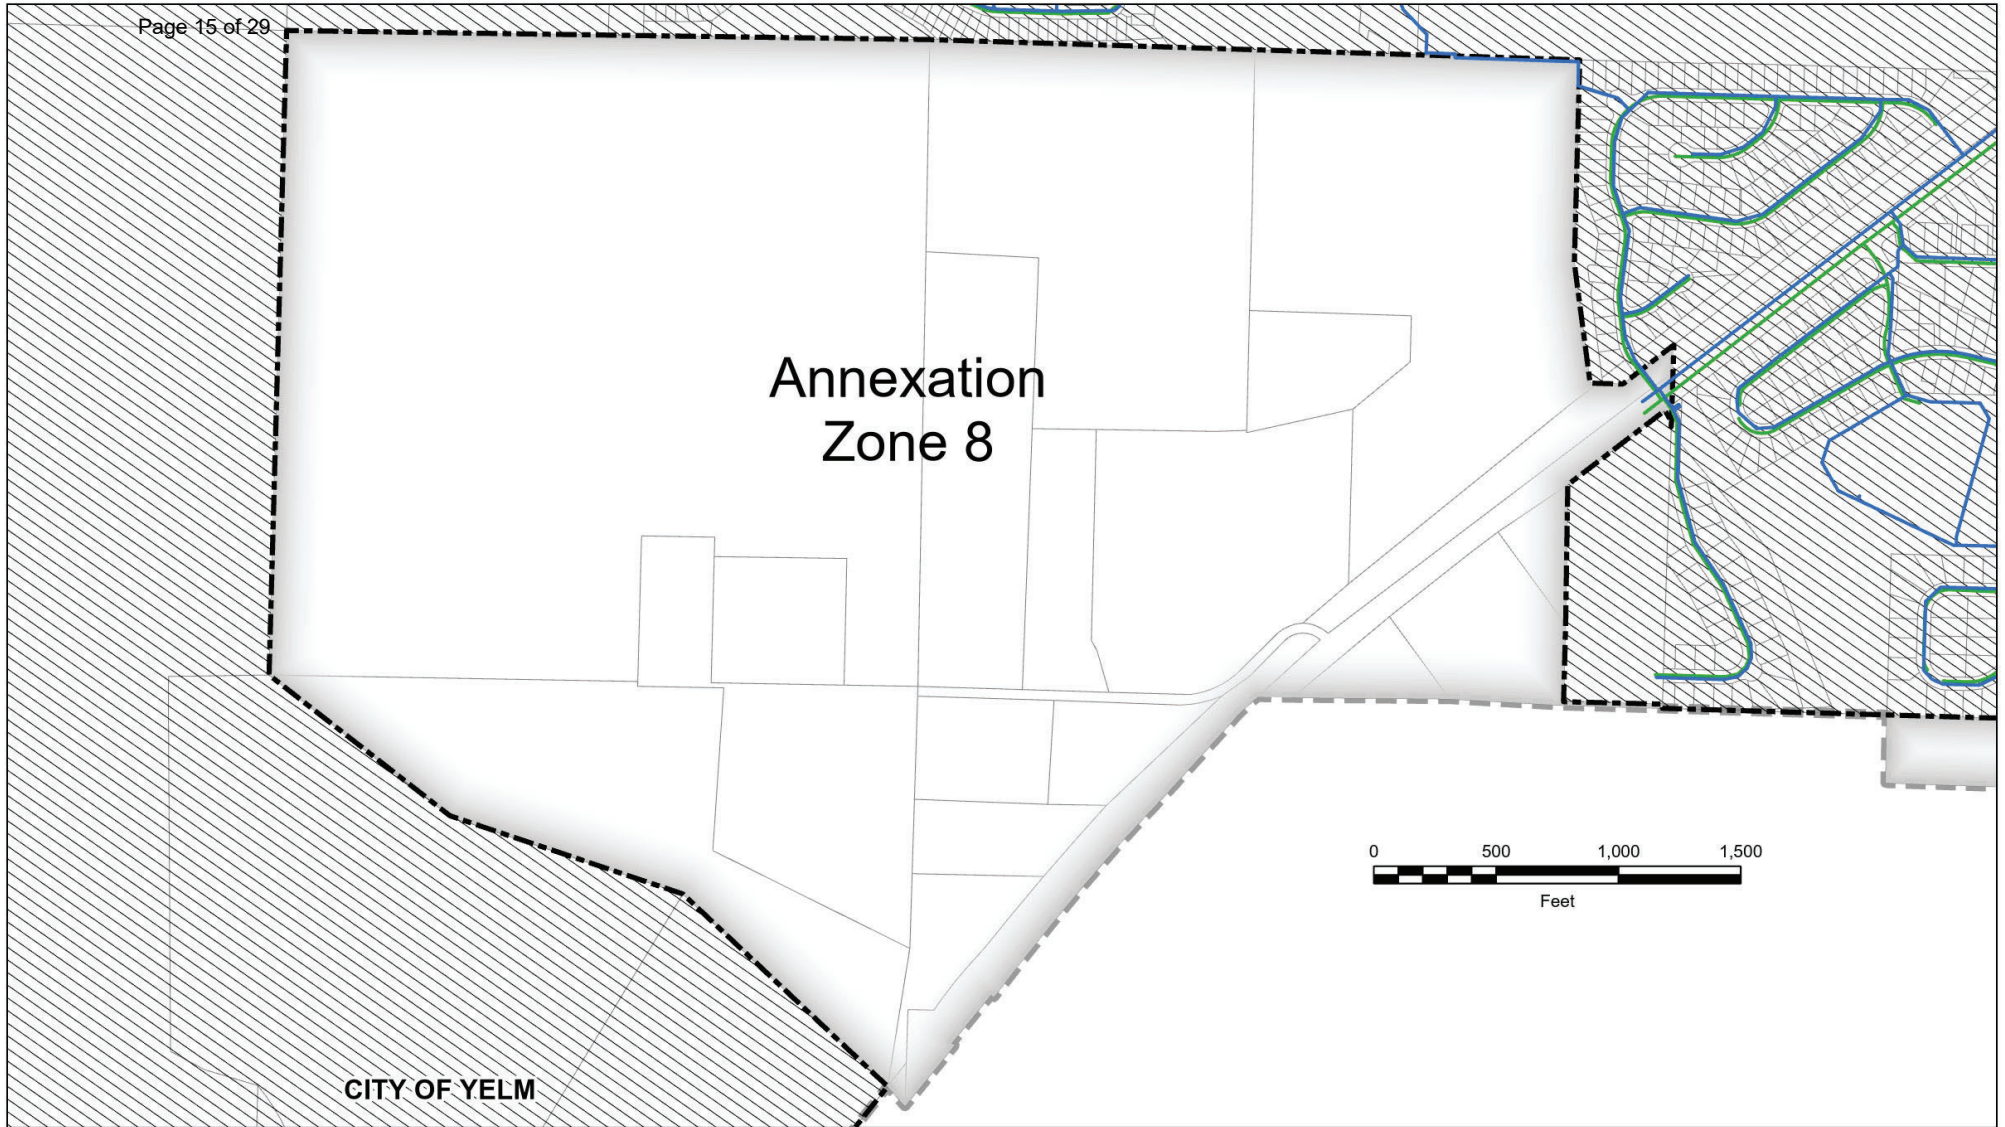 Page 15 of 29
Annexation
Zone 8
0 500 1,000 1,500
Feet
CITY OF YELM